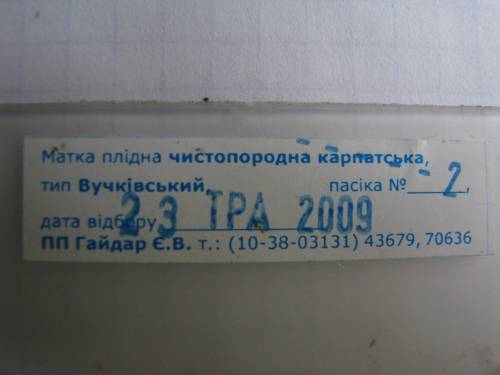 Матка плідна чистопородна карпатська,
тип Вучківський, пасіка № 2,
дата відбору 23 ТРА 2009
ПП Гайдар Є.В. т.: (10-38-03131) 43679, 70636